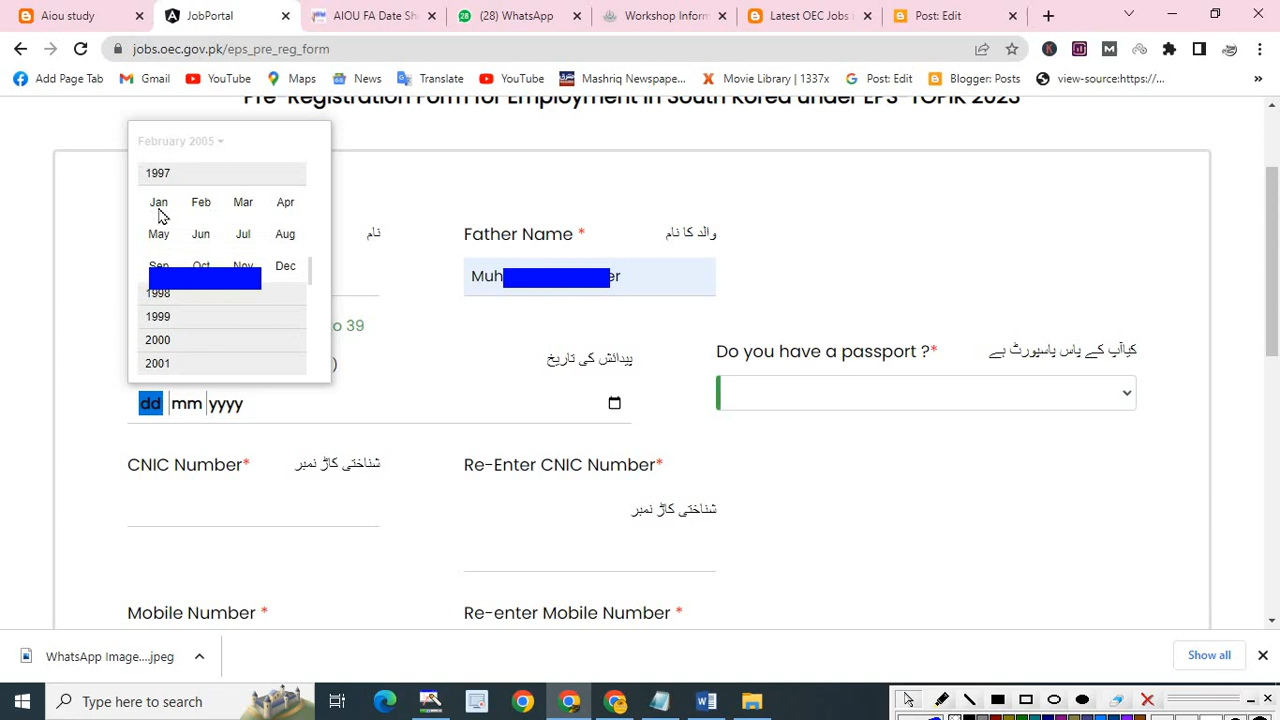 Aiou study
JobPortal
AIOU FA Date Sh
(28) WhatsApp
Workshop Inform
Latest OEC Jobs a
Post: Edit
jobs.oec.gov.pk/eps_pre_reg_form
Add Page Tab
Gmail
YouTube
Maps
News
Translate
YouTube
Mashriq Newspape...
Movie Library | 1337x
Post: Edit
Blogger: Posts
view-source:https://...
»
Pre-Registration Form for Employment in South Korea under EPS-TOPIK 2023
February 2005
1997
Jan Feb Mar Apr
May Jun Jul Aug
Sep Oct Nov Dec
1998
1999
2000
2001
نام
Father Name *
والد کا نام
Muh
er
o 39
)
پیدائش کی تاریخ
Do you have a passport ?*
کیاآپ کے پاس پاسپورٹ ہے
dd mm yyyy
CNIC Number*
شناختی کاڑ نمبر
Re-Enter CNIC Number*
شناختی کاڑ نمبر
Mobile Number *
Re-enter Mobile Number *
WhatsApp Image....jpeg
Show all
Type here to search